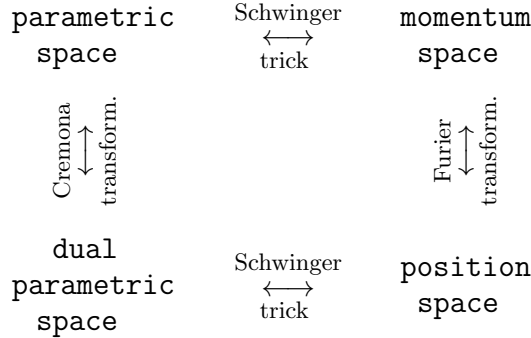 parametric
space
Schwinger
trick
momentum
space
Cremona
transform.
Furier
transform.
dual
parametric
space
Schwinger
trick
position
space